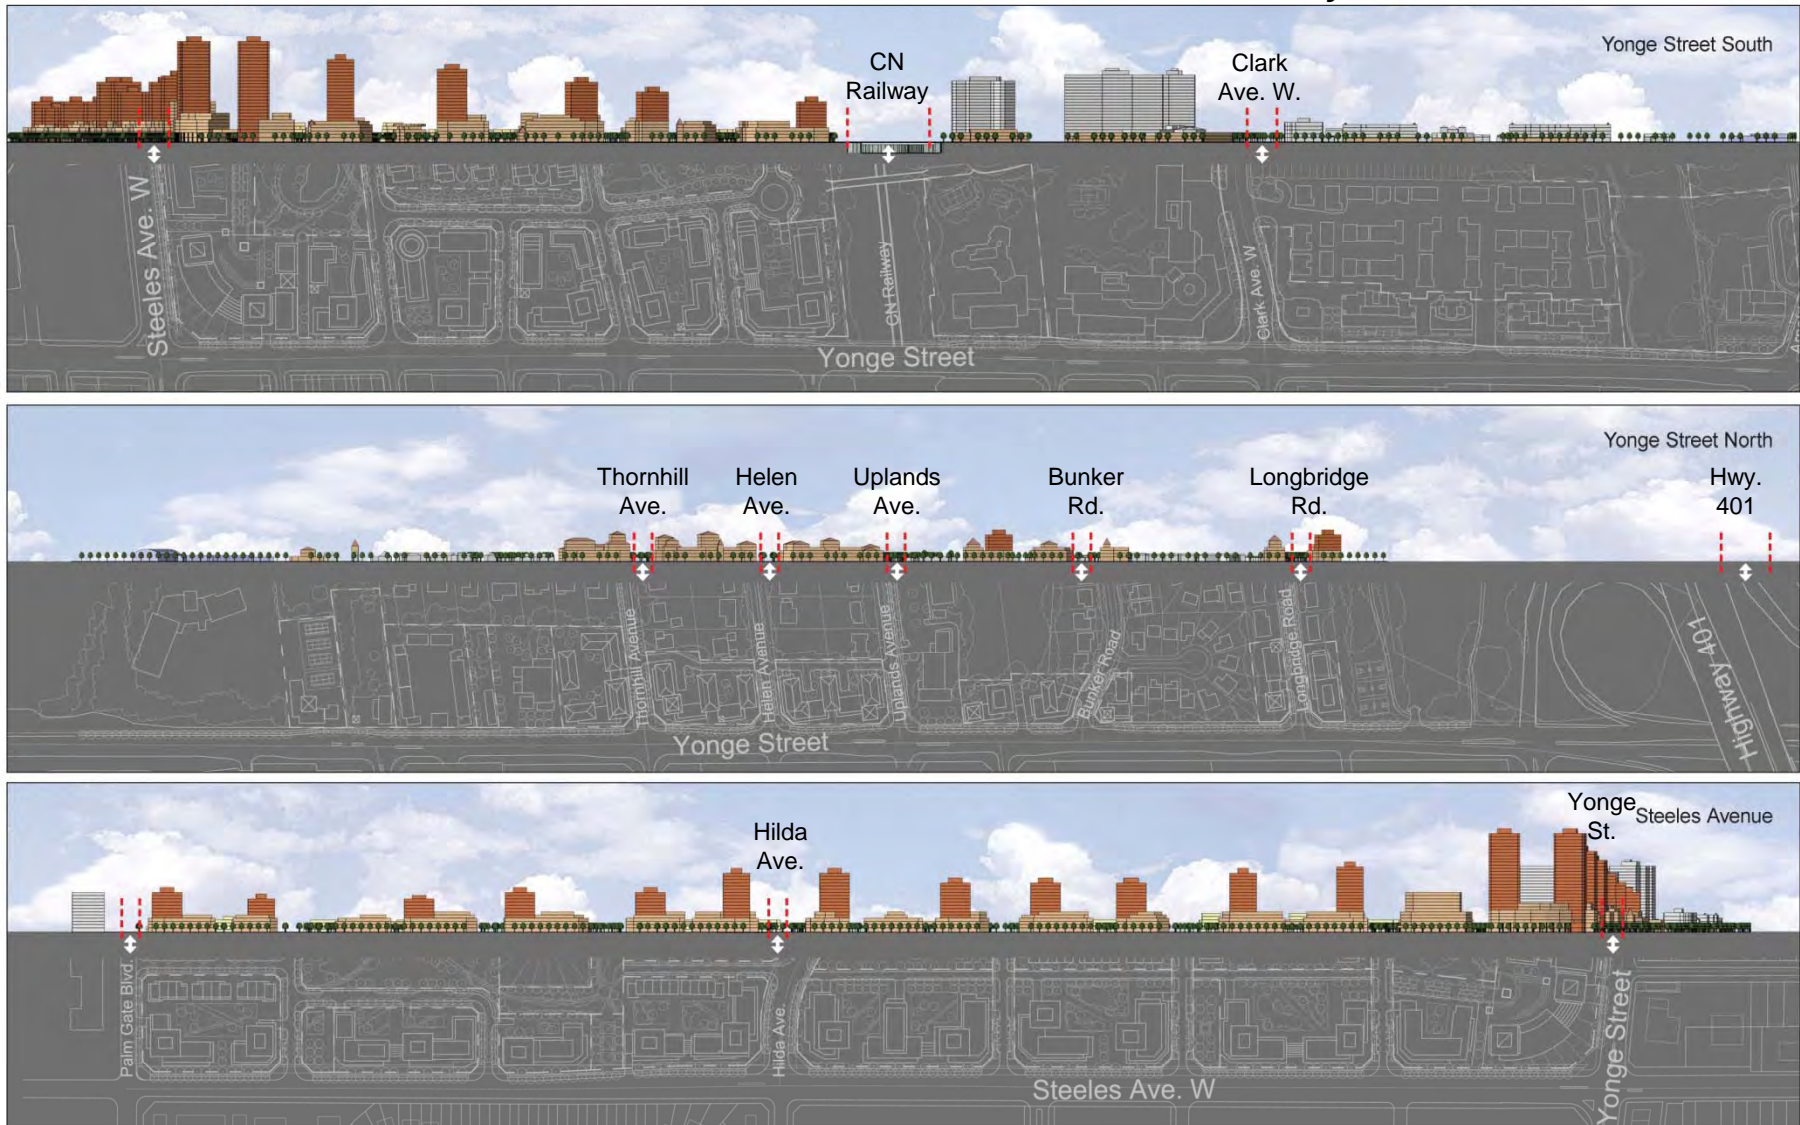 Yonge Street South
CN
Railway
Clark
Ave. W.
Steeles Ave. W
CN Railway
Clark Ave. W
Yonge Street
Yonge Street North
Thornhill
Ave.
Helen
Ave.
Uplands
Ave.
Bunker
Rd.
Longbridge
Rd.
Hwy.
401
Thornhill Avenue
Helen Avenue
Uplands Avenue
Bunker Road
Longbridge Road
Highway 401
Yonge Street
Steeles Avenue
Hilda
Ave.
Yonge
St.
Palm Gate Blvd.
Hilda Ave.
Yonge Street
Steeles Ave. W